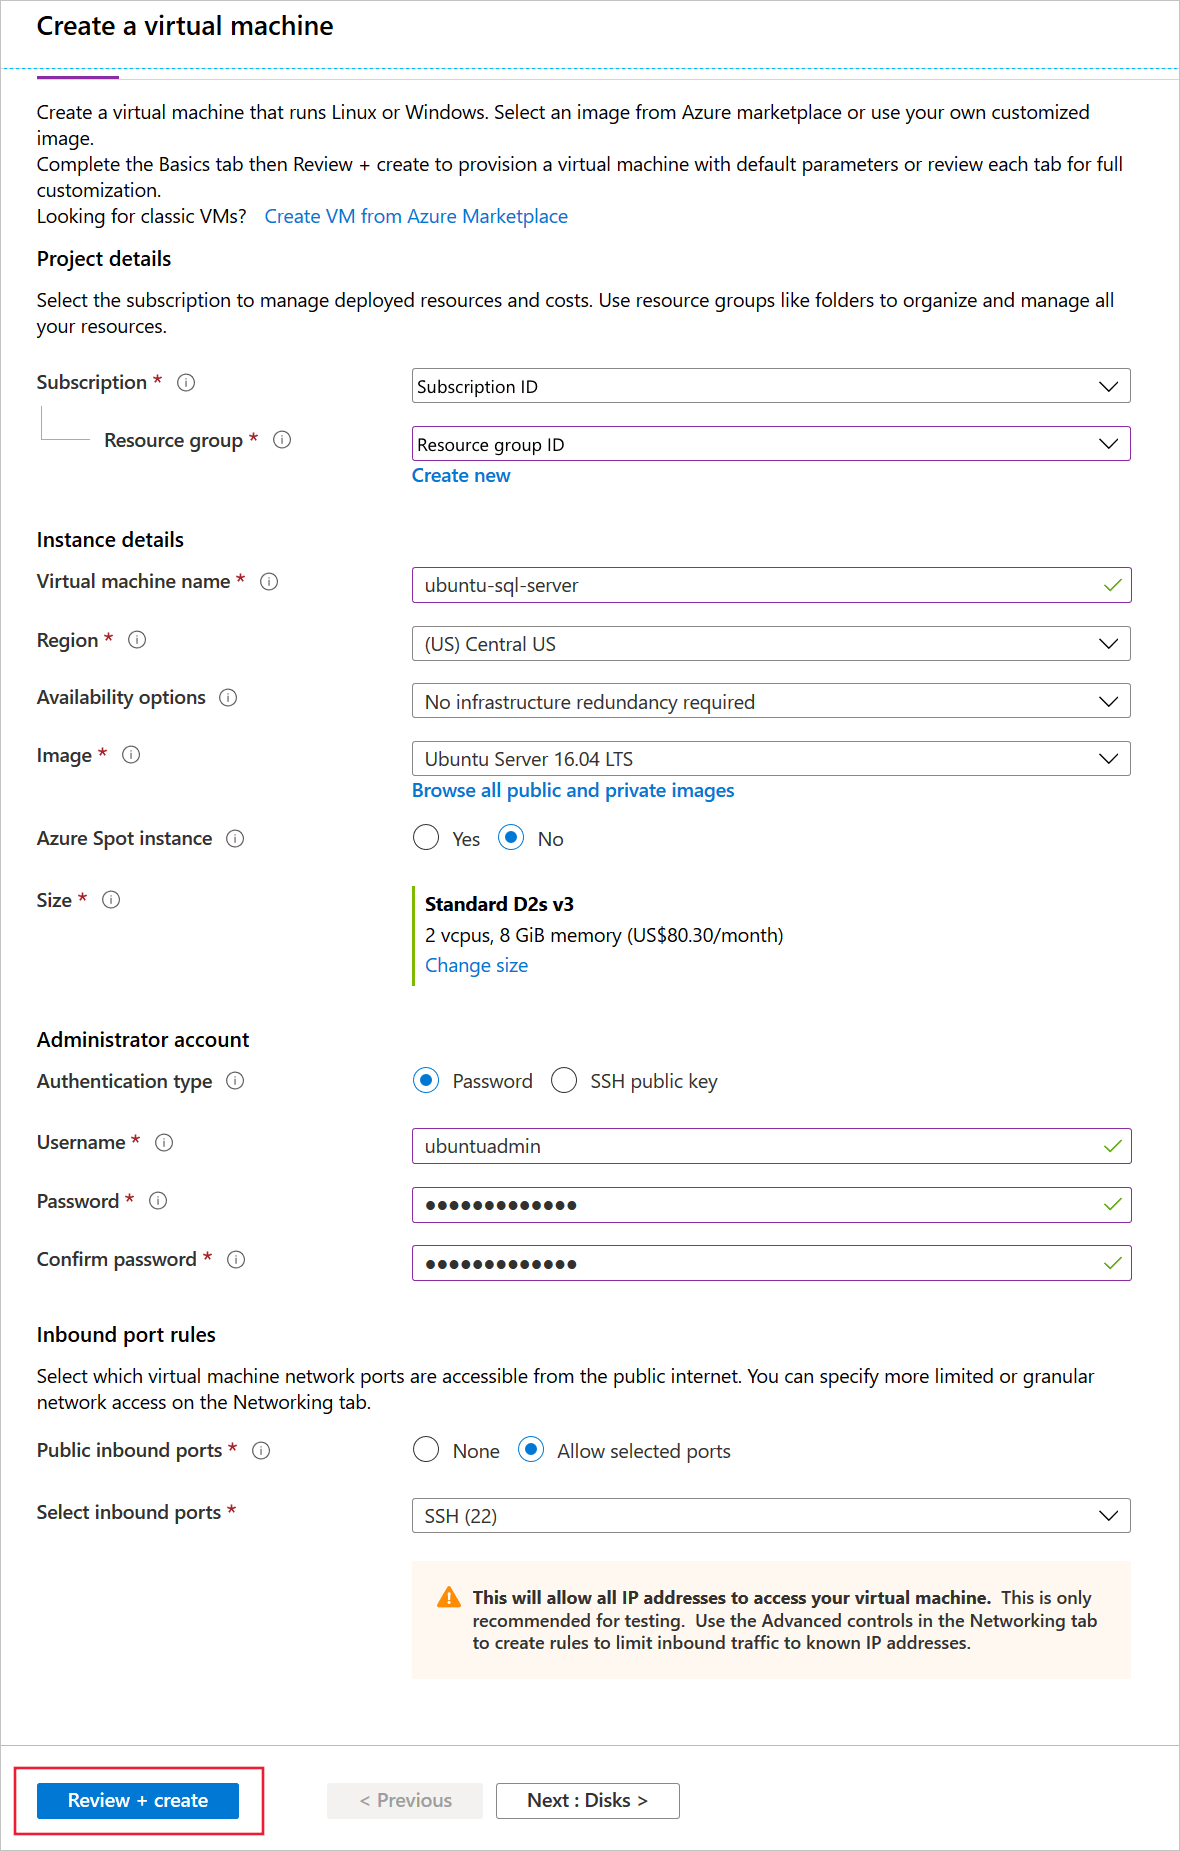 Create a virtual machine
Create a virtual machine that runs Linux or Windows. Select an image from Azure marketplace or use your own customized
image.
Complete the Basics tab then Review + create to provision a virtual machine with default parameters or review each tab for full
customization.
Looking for classic VMs? Create VM from Azure Marketplace
Project details
Select the subscription to manage deployed resources and costs. Use resource groups like folders to organize and manage all
your resources.
Subscription *
Subscription ID
Resource group *
Resource group ID
Create new
Instance details
Virtual machine name *
ubuntu-sql-server
Region *
(US) Central US
Availability options
No infrastructure redundancy required
Image *
Ubuntu Server 16.04 LTS
Browse all public and private images
Azure Spot instance
Yes No
Size *
Standard D2s v3
2 vcpus, 8 GiB memory (US$80.30/month)
Change size
Administrator account
Authentication type
Password SSH public key
Username *
ubuntuadmin
Password *
●●●●●●●●●●●●●
Confirm password *
●●●●●●●●●●●●●
Inbound port rules
Select which virtual machine network ports are accessible from the public internet. You can specify more limited or granular
network access on the Networking tab.
Public inbound ports *
None Allow selected ports
Select inbound ports *
SSH (22)
This will allow all IP addresses to access your virtual machine. This is only
recommended for testing. Use the Advanced controls in the Networking tab
to create rules to limit inbound traffic to known IP addresses.
Review + create
< Previous
Next : Disks >